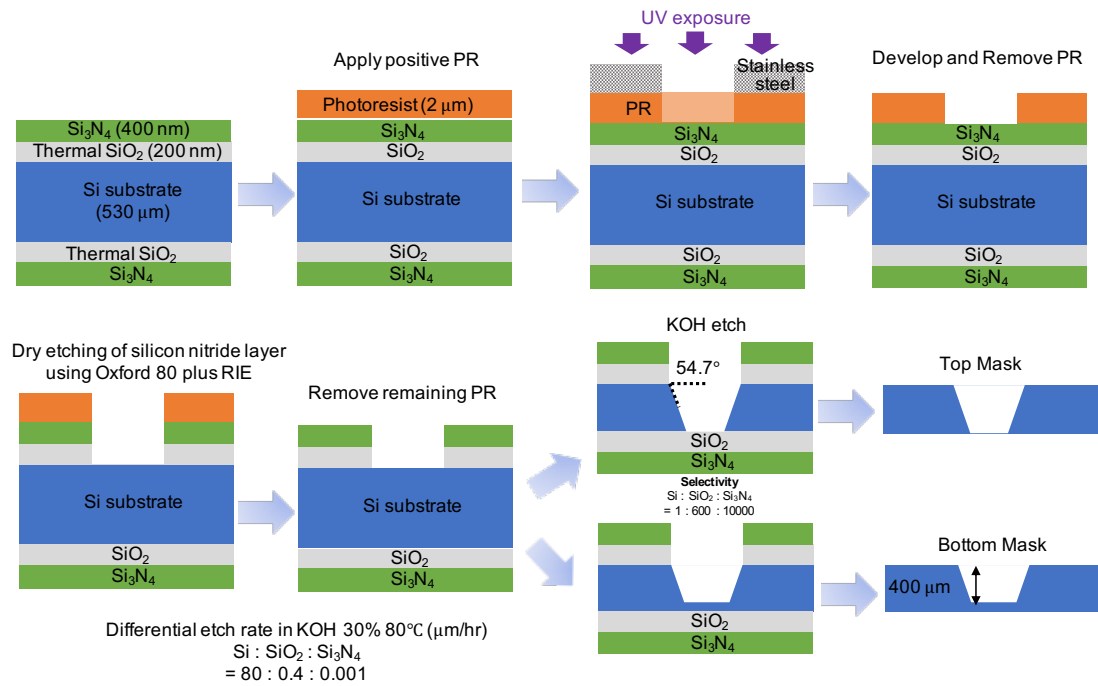 UV exposure
Apply positive PR
Stainless
steel
Develop and Remove PR
Photoresist (2 μm)
PR
Si₃N₄ (400 nm)
Si₃N₄
Si₃N₄
Si₃N₄
Thermal SiO₂ (200 nm)
SiO₂
SiO₂
SiO₂
Si substrate
(530 μm)
Si substrate
Si substrate
Si substrate
Thermal SiO₂
SiO₂
SiO₂
SiO₂
Si₃N₄
Si₃N₄
Si₃N₄
Si₃N₄
Dry etching of silicon nitride layer
using Oxford 80 plus RIE
Si substrate
SiO₂
Si₃N₄
Remove remaining PR
Si substrate
SiO₂
Si₃N₄
KOH etch
54.7°
SiO₂
Si₃N₄
Selectivity
Si : SiO₂ : Si₃N₄
= 1 : 600 : 10000
Top Mask
SiO₂
Si₃N₄
Bottom Mask
400 μm
Differential etch rate in KOH 30% 80℃ (μm/hr)
Si : SiO₂ : Si₃N₄
= 80 : 0.4 : 0.001